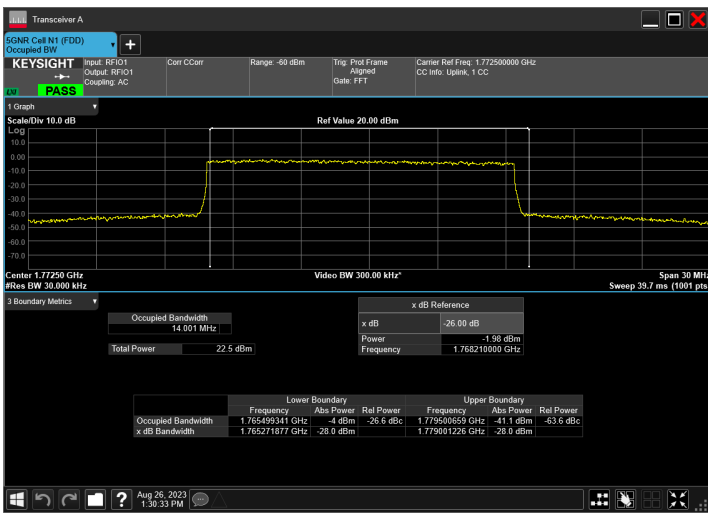 Transceiver A
5GNR Cell N1 (FDD)
Occupied BW
+
KEYSIGHT
Input: RFIO1
Output: RFIO1
Coupling: AC
Corr CCorr
Range: -60 dBm
Trig: Prot Frame
Aligned
Gate: FFT
Carrier Ref Freq: 1.772500000 GHz
CC Info: Uplink, 1 CC
LXI
PASS
1 Graph
Scale/Div 10.0 dB
Ref Value 20.00 dBm
Log
10.0
0.00
-10.0
-20.0
-30.0
-40.0
-50.0
-60.0
-70.0
Center 1.77250 GHz
Video BW 300.00 kHz*
Span 30 MHz
#Res BW 30.000 kHz
Sweep 39.7 ms (1001 pts
3 Boundary Metrics
Occupied Bandwidth
14.001 MHz
Total Power 22.5 dBm
x dB Reference
x dB -26.00 dB
Power -1.98 dBm
Frequency 1.768210000 GHz
Lower Boundary Upper Boundary
Frequency Abs Power Rel Power Frequency Abs Power Rel Power
Occupied Bandwidth 1.765499341 GHz -4 dBm -26.6 dBc 1.779500659 GHz -41.1 dBm -63.6 dBc
x dB Bandwidth 1.765271877 GHz -28.0 dBm 1.779001226 GHz -28.0 dBm
?
Aug 26, 2023
1:30:33 PM